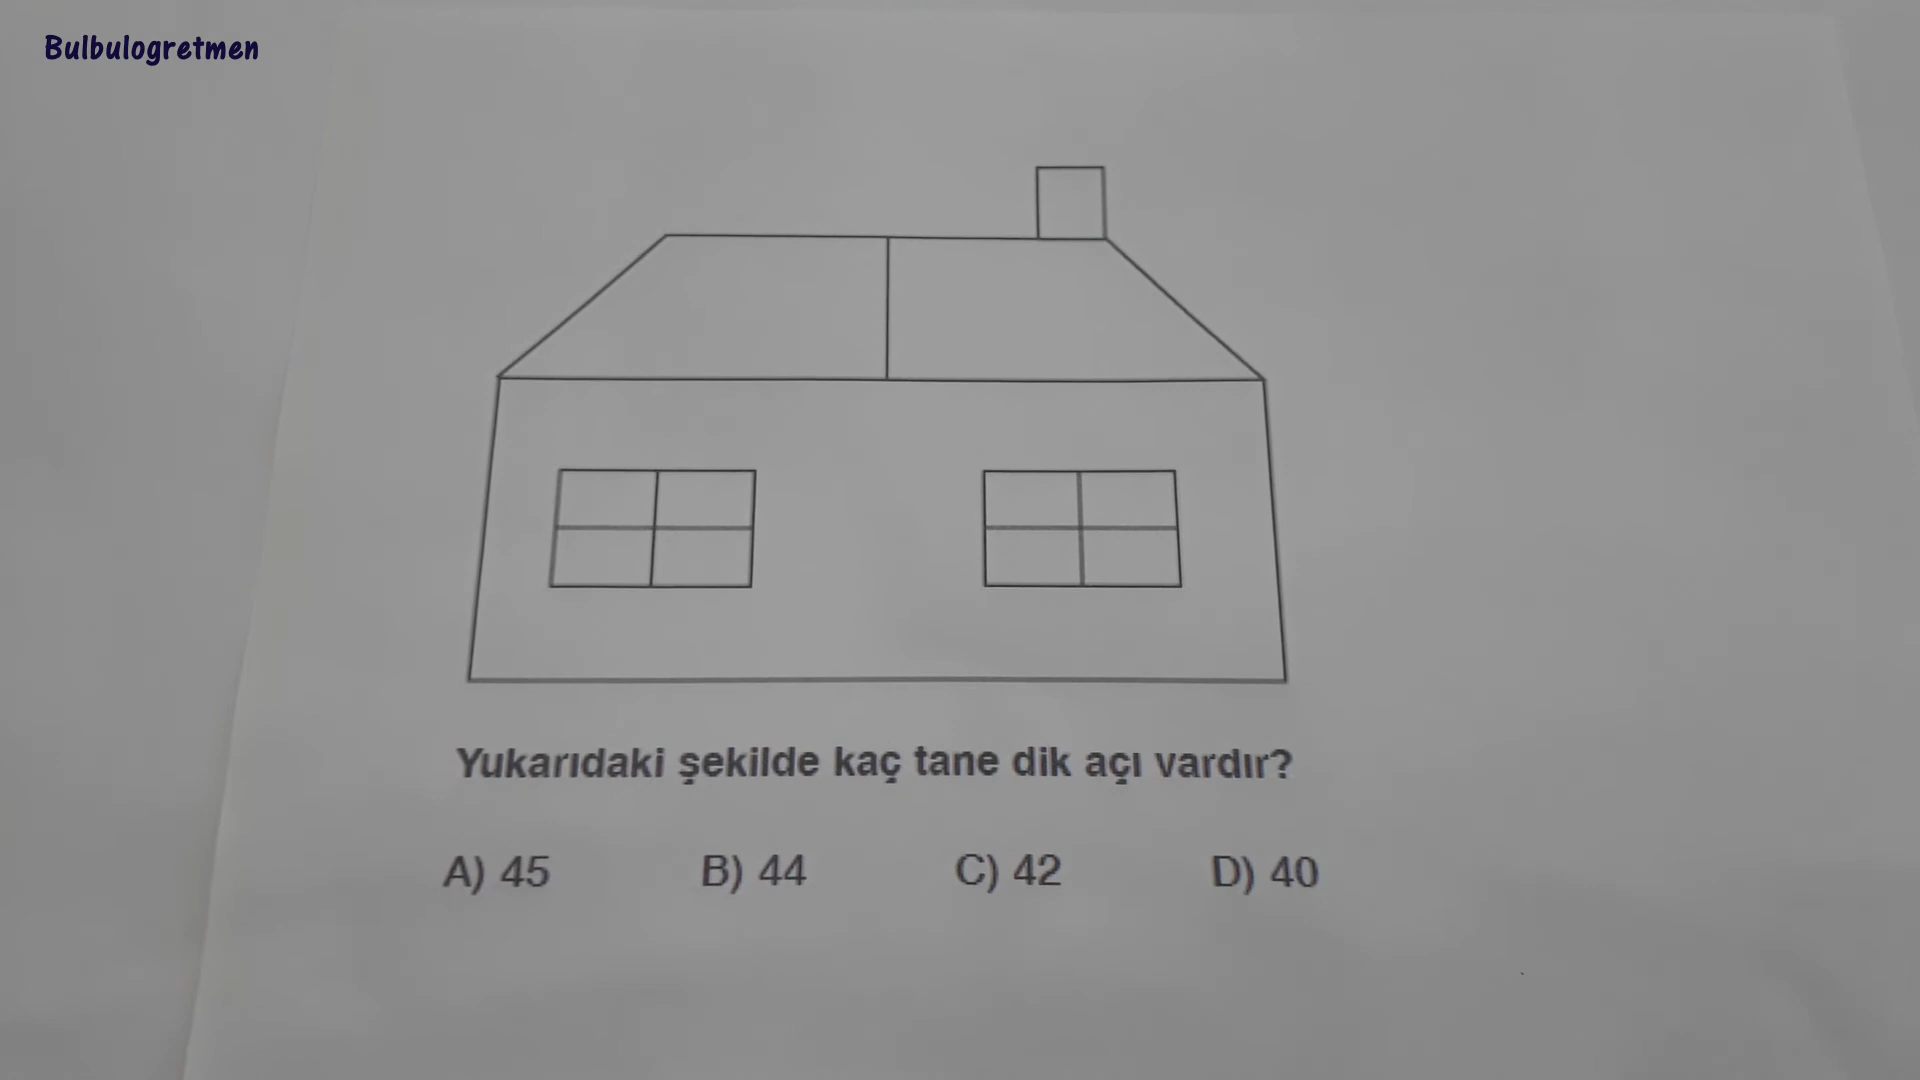 Bulbulogretmen
Yukarıdaki şekilde kaç tane dik açı vardır?
A) 45 B) 44 C) 42 D) 40